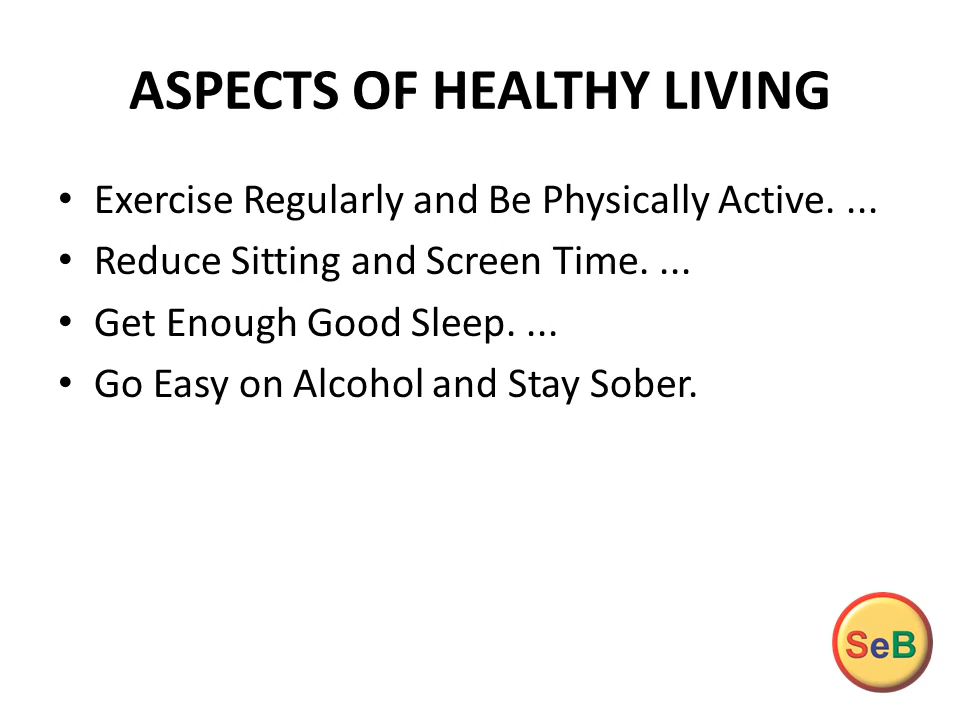 ASPECTS OF HEALTHY LIVING
• Exercise Regularly and Be Physically Active. ...
• Reduce Sitting and Screen Time. ...
• Get Enough Good Sleep. ...
• Go Easy on Alcohol and Stay Sober.
SeB